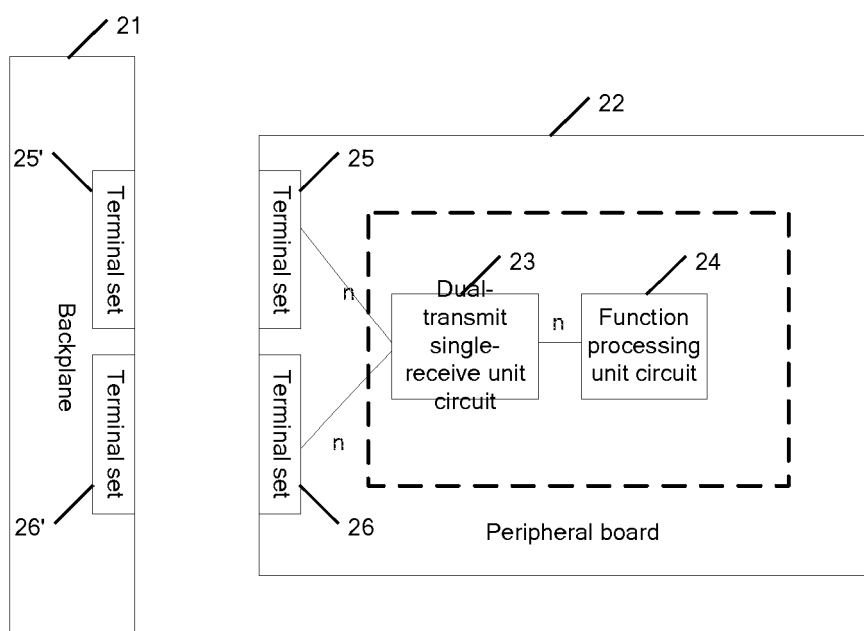 21
22
25'
Terminal set
Terminal set
25
23
24
n
Dual-
transmit
single-
receive unit
circuit
n
Function
processing
unit circuit
Backplane
Terminal set
Terminal set
n
26'
26
Peripheral board